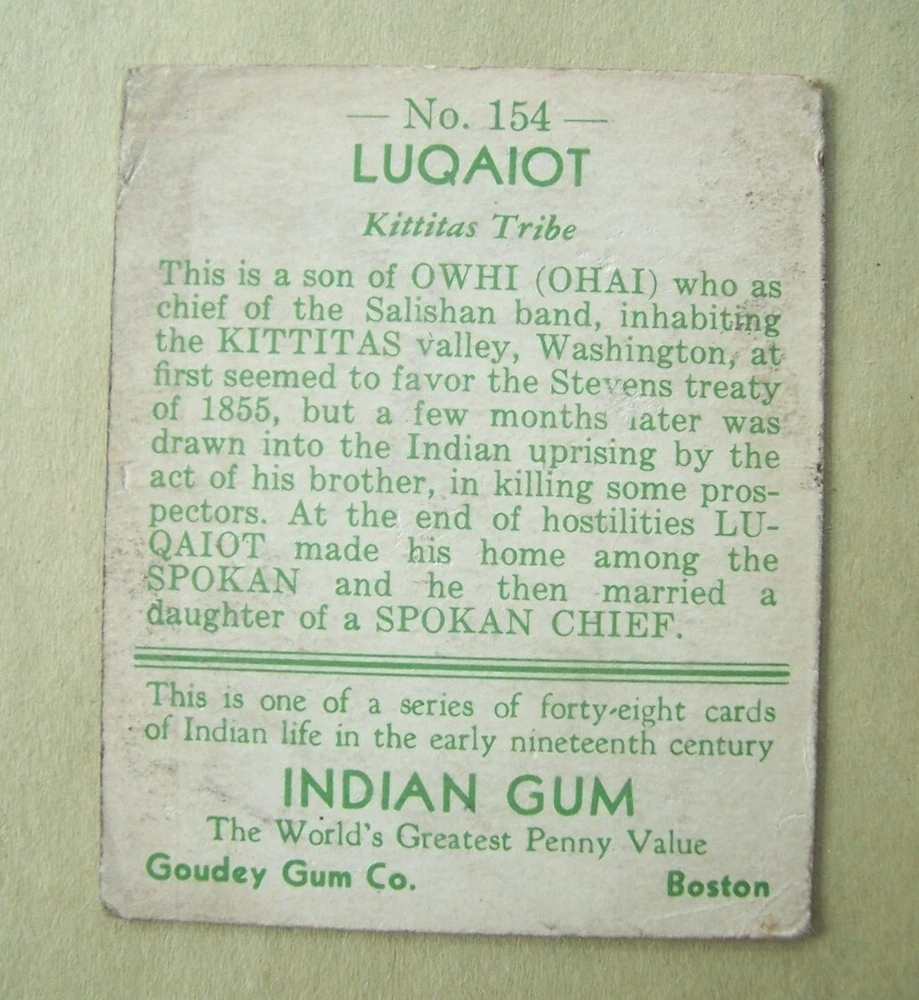 — No. 154 —
LUQAIOT
Kittitas Tribe
This is a son of OWHI (OHAI) who as
chief of the Salishan band, inhabiting
the KITTITAS valley, Washington, at
first seemed to favor the Stevens treaty
of 1855, but a few months later was
drawn into the Indian uprising by the
act of his brother, in killing some pros-
pectors. At the end of hostilities LU-
QAIOT made his home among the
SPOKAN and he then married a
daughter of a SPOKAN CHIEF.
This is one of a series of forty-eight cards
of Indian life in the early nineteenth century
INDIAN GUM
The World's Greatest Penny Value
Goudey Gum Co. Boston